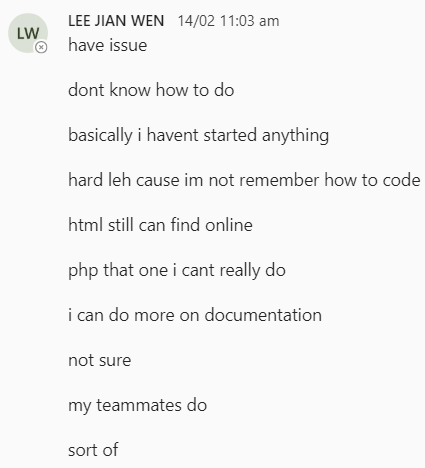 LW
LEE JIAN WEN 14/02 11:03 am
have issue
dont know how to do
basically i havent started anything
hard leh cause im not remember how to code
html still can find online
php that one i cant really do
i can do more on documentation
not sure
my teammates do
sort of